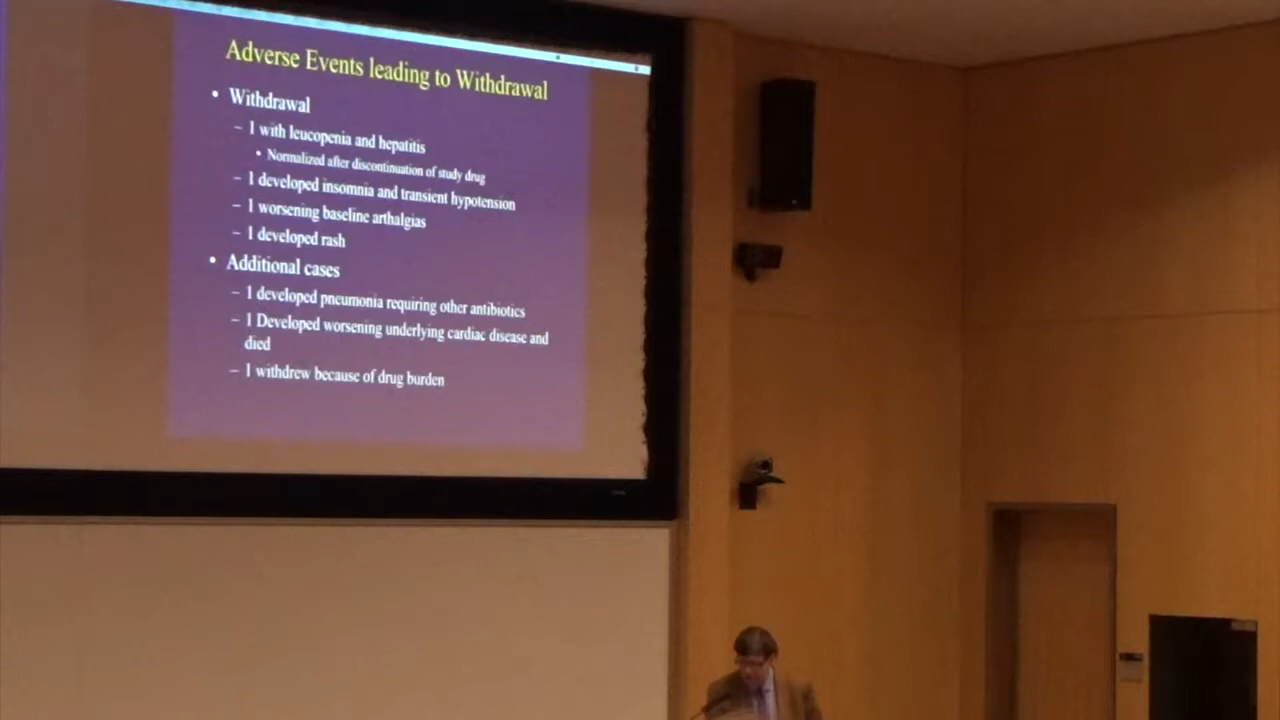 Adverse Events leading to Withdrawal
• Withdrawal
– 1 with leucopenia and hepatitis
• Normalized after discontinuation of study drug
– 1 developed insomnia and transient hypotension
– 1 worsening baseline arthalgias
– 1 developed rash
• Additional cases
– 1 developed pneumonia requiring other antibiotics
– 1 Developed worsening underlying cardiac disease and
died
– 1 withdrew because of drug burden